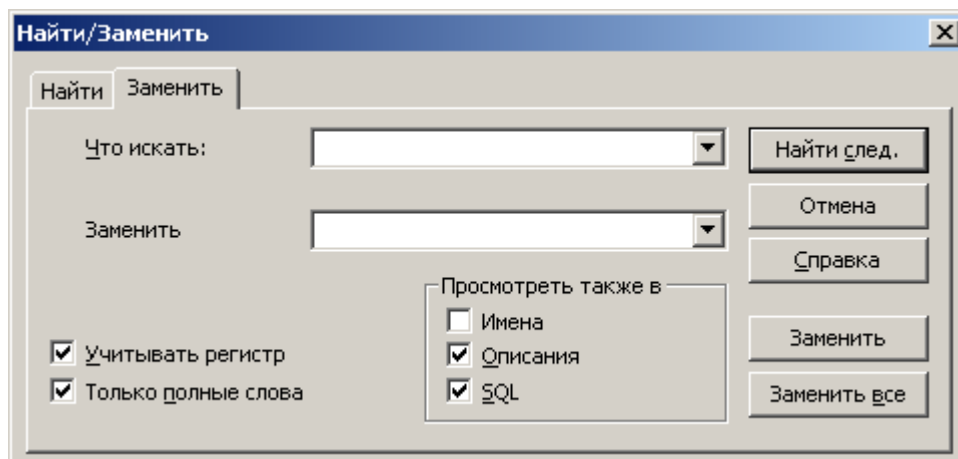 Найти/Заменить
Найти
Заменить
Что искать:
Найти след.
Отмена
Заменить
Справка
Просмотреть также в
Имена
Заменить
Учитывать регистр
Описания
Только полные слова
SQL
Заменить все